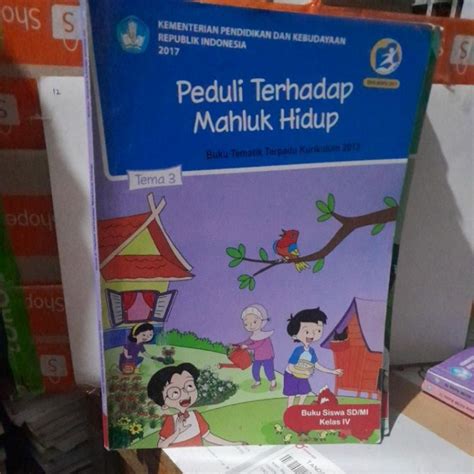 KEMENTERIAN PENDIDIKAN DAN KEBUDAYAAN
REPUBLIK INDONESIA
2017
Peduli Terhadap
Mahluk Hidup
Buku Tematik Terpadu Kurikulum 2013
Tema 3
Buku Siswa SD/MI
Kelas IV
12